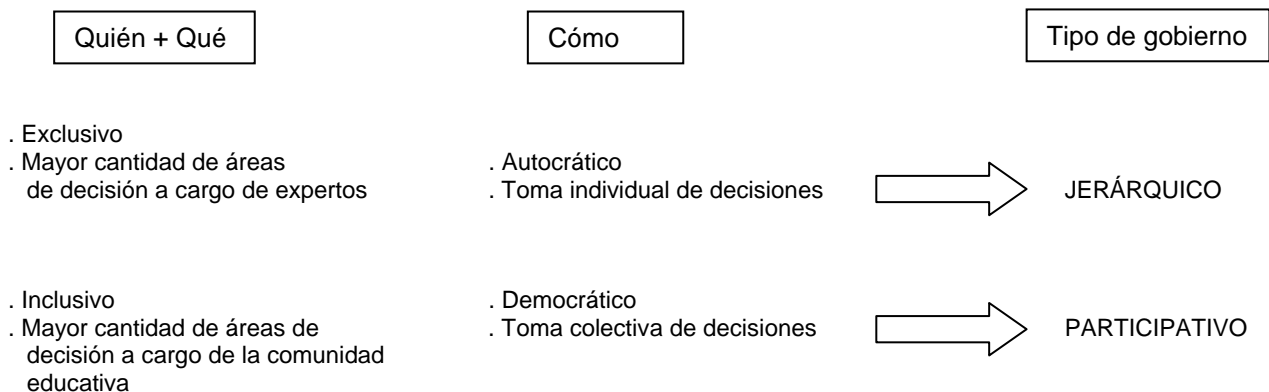 Quién + Qué
Cómo
Tipo de gobierno
. Exclusivo
. Mayor cantidad de áreas
de decisión a cargo de expertos
. Autocrático
. Toma individual de decisiones
JERÁRQUICO
. Inclusivo
. Mayor cantidad de áreas de
decisión a cargo de la comunidad
educativa
. Democrático
. Toma colectiva de decisiones
PARTICIPATIVO